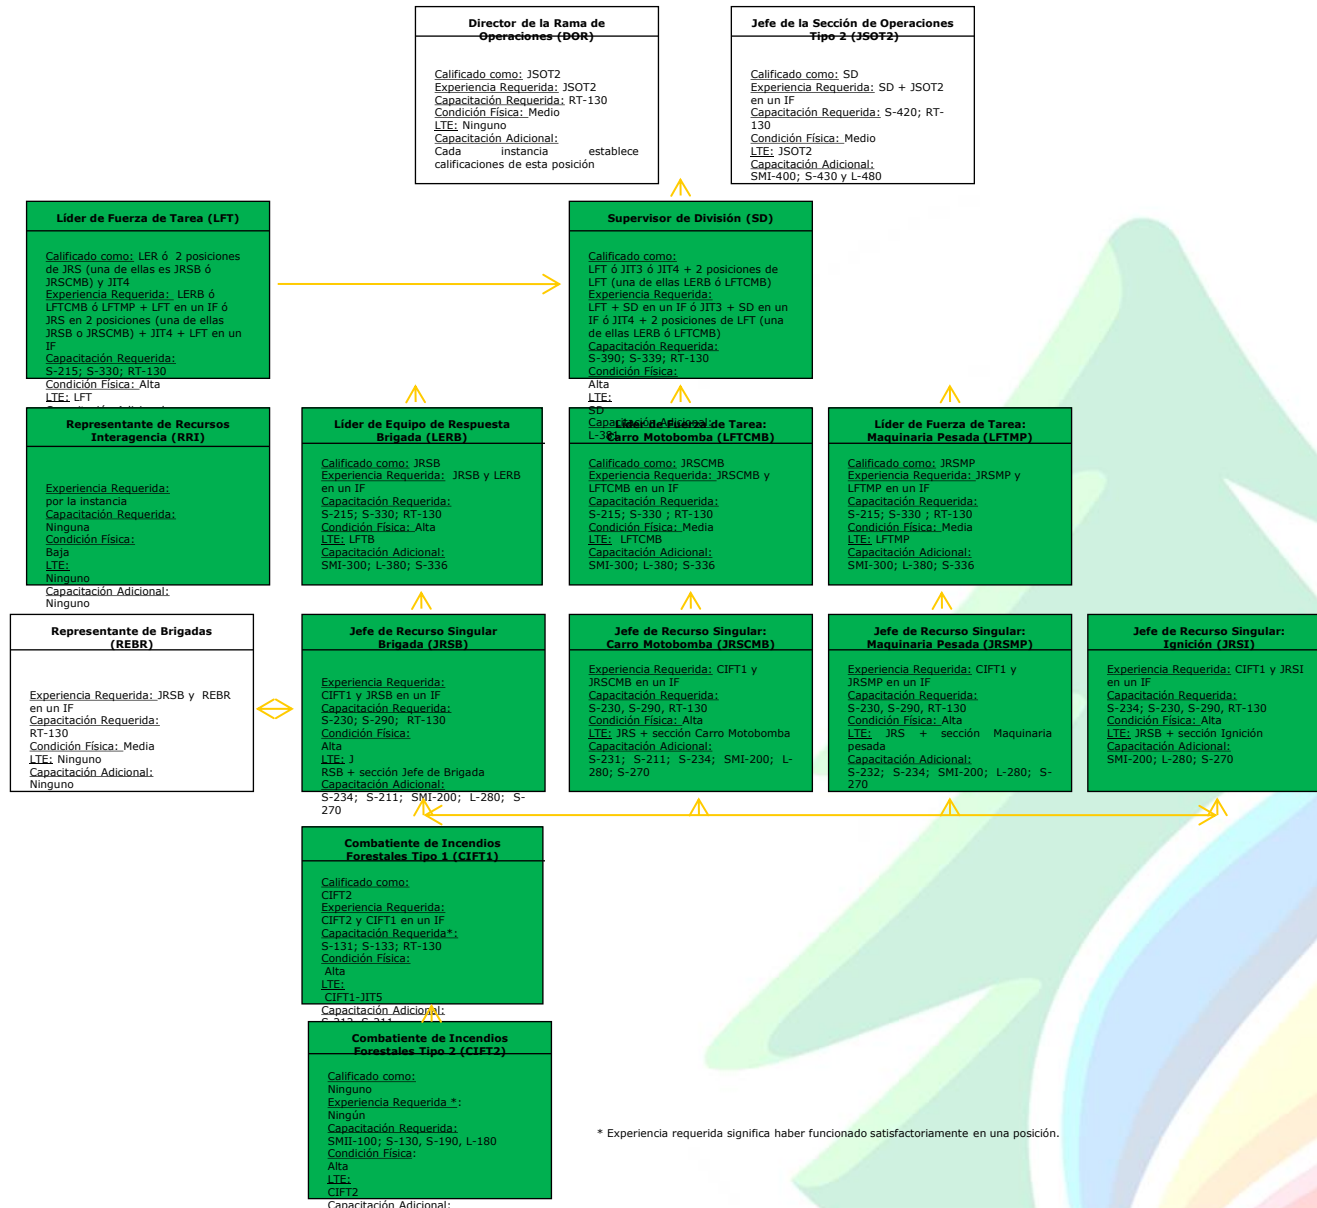 Director de la Rama de
Operaciones (DOR)
Calificado como: JSOT2
Experiencia Requerida: JSOT2
Capacitación Requerida: RT-130
Condición Física: Medio
LTE: Ninguno
Capacitación Adicional:
Cada instancia establece
calificaciones de esta posición
Jefe de la Sección de Operaciones
Tipo 2 (JSOT2)
Calificado como: SD
Experiencia Requerida: SD + JSOT2
en un IF
Capacitación Requerida: S-420; RT-
130
Condición Física: Medio
LTE: JSOT2
Capacitación Adicional:
SMI-400; S-430 y L-480
Líder de Fuerza de Tarea (LFT)
Calificado como: LER ó 2 posiciones
de JRS (una de ellas es JRSB ó
JRSCMB) y JIT4
Experiencia Requerida: LERB ó
LFTCMB ó LFTMP + LFT en un IF ó
JRS en 2 posiciones (una de ellas
JRSB o JRSCMB) + JIT4 + LFT en un
IF
Capacitación Requerida:
S-215; S-330; RT-130
Condición Física: Alta
LTE: LFT
Supervisor de División (SD)
Calificado como:
LFT ó JIT3 ó JIT4 + 2 posiciones de
LFT (una de ellas LERB ó LFTCMB)
Experiencia Requerida:
LFT + SD en un IF ó JIT3 + SD en un
IF ó JIT4 + 2 posiciones de LFT (una
de ellas LERB ó LFTCMB)
Capacitación Requerida:
S-390; S-339; RT-130
Condición Física:
Alta
LTE:
SD
Capacitación Adicional:
L-381
Representante de Recursos
Interagencia (RRI)
Experiencia Requerida:
por la instancia
Capacitación Requerida:
Ninguna
Condición Física:
Baja
LTE:
Ninguno
Capacitación Adicional:
Ninguno
Líder de Equipo de Respuesta
Brigada (LERB)
Calificado como: JRSB
Experiencia Requerida: JRSB y LERB
en un IF
Capacitación Requerida:
S-215; S-330; RT-130
Condición Física: Alta
LTE: LFTB
Capacitación Adicional:
SMI-300; L-380; S-336
Líder de Fuerza de Tarea:
Carro Motobomba (LFTCMB)
Calificado como: JRSCMB
Experiencia Requerida: JRSCMB y
LFTCMB en un IF
Capacitación Requerida:
S-215; S-330 ; RT-130
Condición Física: Media
LTE: LFTCMB
Capacitación Adicional:
SMI-300; L-380; S-336
Líder de Fuerza de Tarea:
Maquinaria Pesada (LFTMP)
Calificado como: JRSMP
Experiencia Requerida: JRSMP y
LFTMP en un IF
Capacitación Requerida:
S-215; S-330 ; RT-130
Condición Física: Media
LTE: LFTMP
Capacitación Adicional:
SMI-300; L-380; S-336
Representante de Brigadas
(REBR)
Experiencia Requerida: JRSB y REBR
en un IF
Capacitación Requerida:
RT-130
Condición Física: Media
LTE: Ninguno
Capacitación Adicional:
Ninguno
Jefe de Recurso Singular
Brigada (JRSB)
Experiencia Requerida:
CIFT1 y JRSB en un IF
Capacitación Requerida:
S-230; S-290; RT-130
Condición Física:
Alta
LTE: J
RSB + sección Jefe de Brigada
Capacitación Adicional:
S-234; S-211; SMI-200; L-280; S-
270
Jefe de Recurso Singular:
Carro Motobomba (JRSCMB)
Experiencia Requerida: CIFT1 y
JRSCMB en un IF
Capacitación Requerida:
S-230, S-290, RT-130
Condición Física: Alta
LTE: JRS + sección Carro Motobomba
Capacitación Adicional:
S-231; S-211; S-234; SMI-200; L-
280; S-270
Jefe de Recurso Singular:
Maquinaria Pesada (JRSMP)
Experiencia Requerida: CIFT1 y
JRSMP en un IF
Capacitación Requerida:
S-230, S-290, RT-130
Condición Física: Alta
LTE: JRS + sección Maquinaria
pesada
Capacitación Adicional:
S-232; S-234; SMI-200; L-280; S-
270
Jefe de Recurso Singular:
Ignición (JRSI)
Experiencia Requerida: CIFT1 y JRSI
en un IF
Capacitación Requerida:
S-234; S-230, S-290, RT-130
Condición Física: Alta
LTE: JRSB + sección Ignición
Capacitación Adicional:
SMI-200; L-280; S-270
Combatiente de Incendios
Forestales Tipo 1 (CIFT1)
Calificado como:
CIFT2
Experiencia Requerida:
CIFT2 y CIFT1 en un IF
Capacitación Requerida*:
S-131; S-133; RT-130
Condición Física:
Alta
LTE:
CIFT1-JIT5
Capacitación Adicional:
S-212, S-211
Combatiente de Incendios
Forestales Tipo 2 (CIFT2)
Calificado como:
Ninguno
Experiencia Requerida *:
Ningún
Capacitación Requerida:
SMII-100; S-130, S-190, L-180
Condición Física:
Alta
LTE:
CIFT2
Capacitación Adicional:
* Experiencia requerida significa haber funcionado satisfactoriamente en una posición.